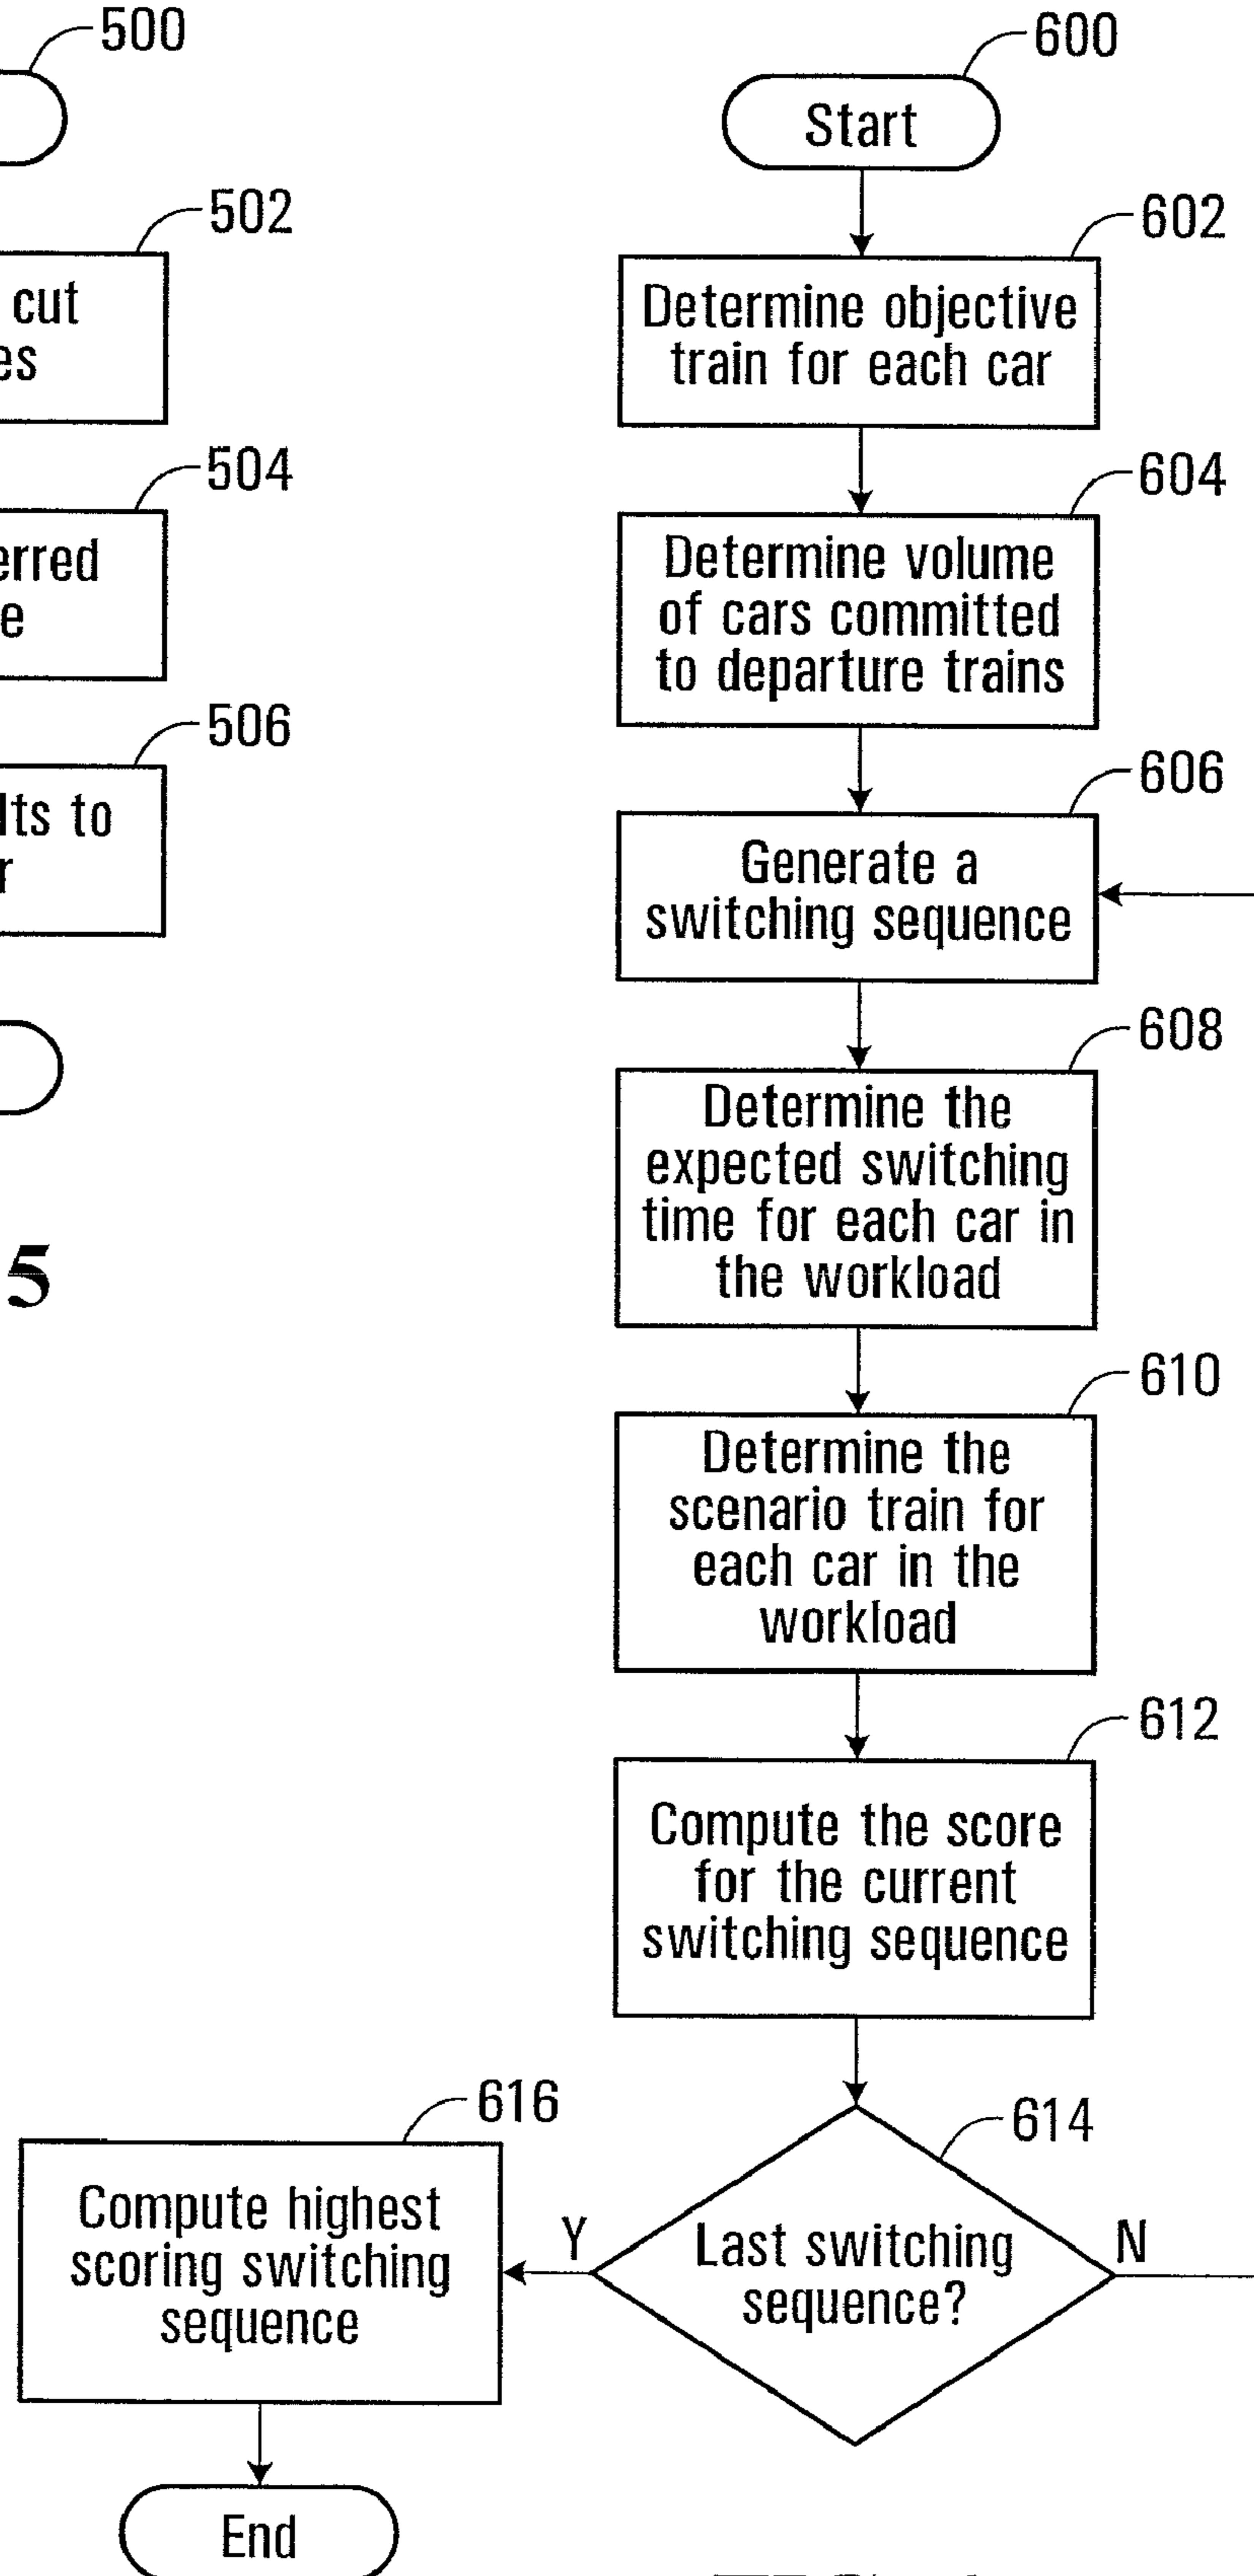 500
502
cut
es
504
erred
e
506
lts to
r
5
600
Start
602
Determine objective
train for each car
604
Determine volume
of cars committed
to departure trains
606
Generate a
switching sequence
608
Determine the
expected switching
time for each car in
the workload
610
Determine the
scenario train for
each car in the
workload
612
Compute the score
for the current
switching sequence
614
Last switching
sequence?
Y
N
616
Compute highest
scoring switching
sequence
End